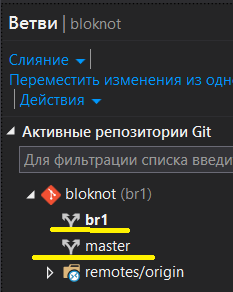 Ветви | bloknot
Слияние
Переместить изменения из одн
Действия
Активные репозитории Git
Для фильтрации списка введи
bloknot (br1)
br1
master
remotes/origin